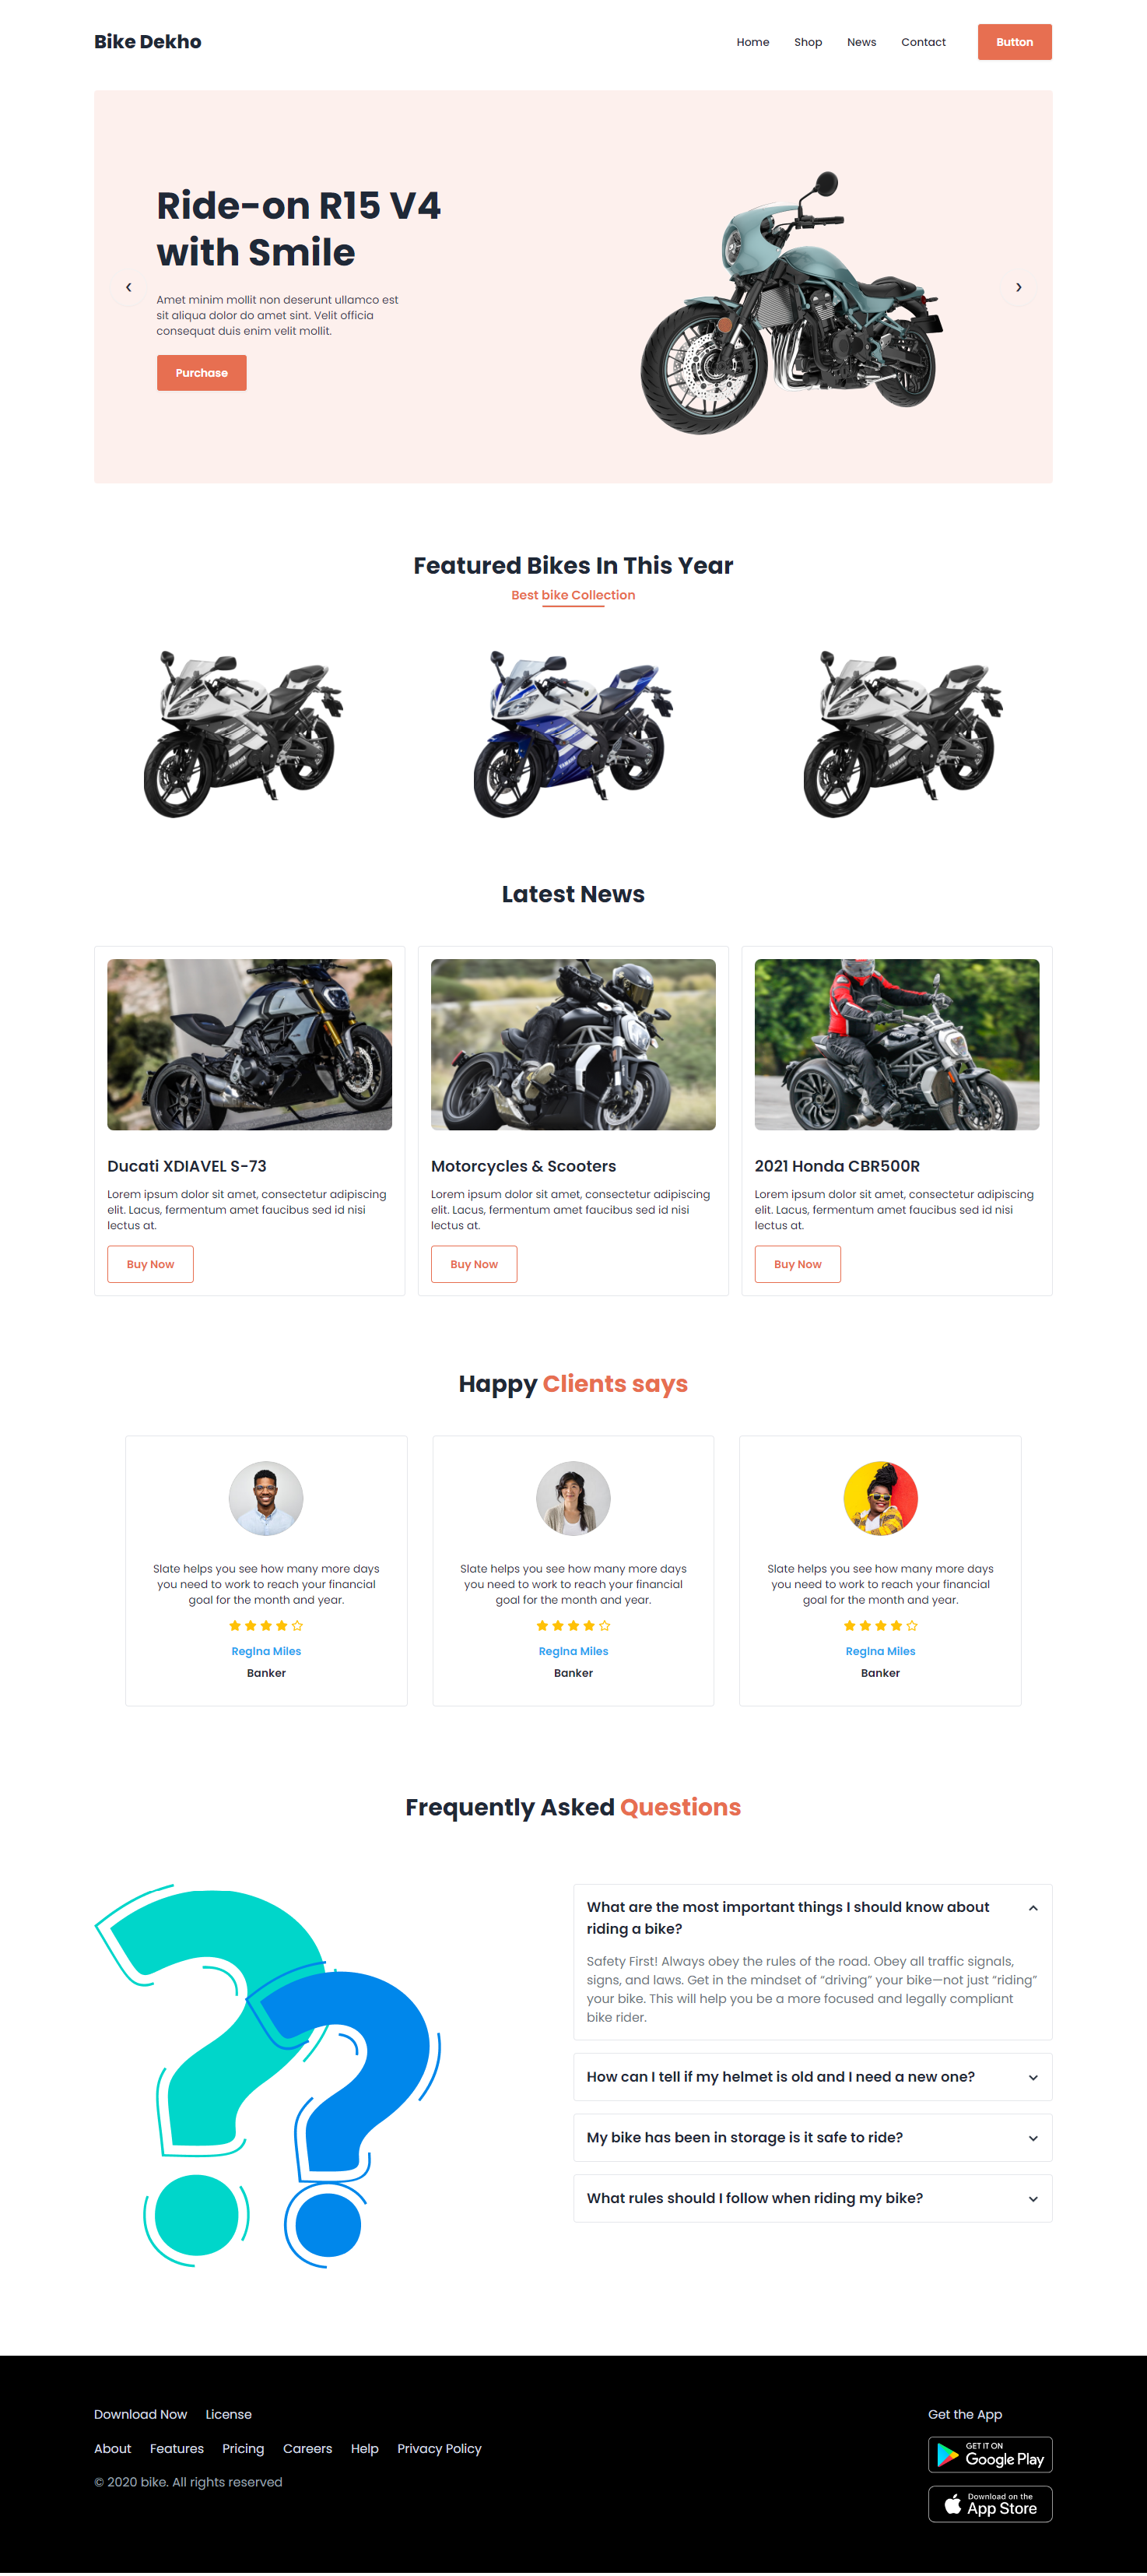 Bike Dekho
Home Shop News Contact Button
Ride-on R15 V4
with Smile
Amet minim mollit non deserunt ullamco est
sit aliqua dolor do amet sint. Velit officia
consequat duis enim velit mollit.
Purchase
Featured Bikes In This Year
Best bike Collection
Latest News
Ducati XDIAVEL S-73
Lorem ipsum dolor sit amet, consectetur adipiscing
elit. Lacus, fermentum amet faucibus sed id nisi
lectus at.
Buy Now
Motorcycles & Scooters
Lorem ipsum dolor sit amet, consectetur adipiscing
elit. Lacus, fermentum amet faucibus sed id nisi
lectus at.
Buy Now
2021 Honda CBR500R
Lorem ipsum dolor sit amet, consectetur adipiscing
elit. Lacus, fermentum amet faucibus sed id nisi
lectus at.
Buy Now
Happy Clients says
Slate helps you see how many more days
you need to work to reach your financial
goal for the month and year.
RegIna Miles
Banker
Slate helps you see how many more days
you need to work to reach your financial
goal for the month and year.
RegIna Miles
Banker
Slate helps you see how many more days
you need to work to reach your financial
goal for the month and year.
RegIna Miles
Banker
Frequently Asked Questions
What are the most important things I should know about
riding a bike?
Safety First! Always obey the rules of the road. Obey all traffic signals,
signs, and laws. Get in the mindset of “driving” your bike—not just “riding”
your bike. This will help you be a more focused and legally compliant
bike rider.
How can I tell if my helmet is old and I need a new one?
My bike has been in storage is it safe to ride?
What rules should I follow when riding my bike?
Download Now License
About Features Pricing Careers Help Privacy Policy
© 2020 bike. All rights reserved
Get the App
GET IT ON
Google Play
Download on the
App Store